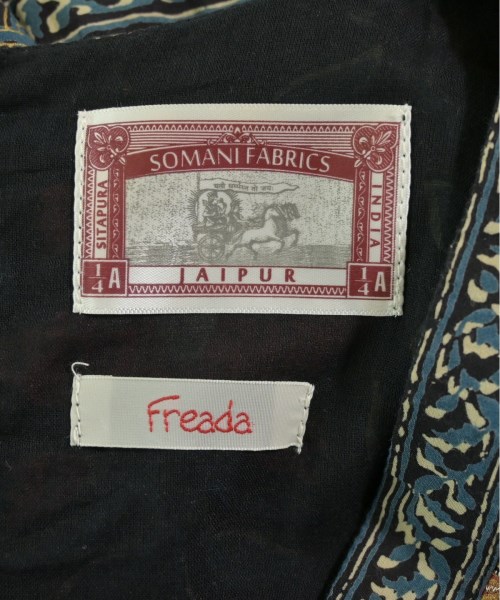 SOMANI FABRICS
SITAPURA
INDIA
1/4 A
JAIPUR
1/4 A
Freada